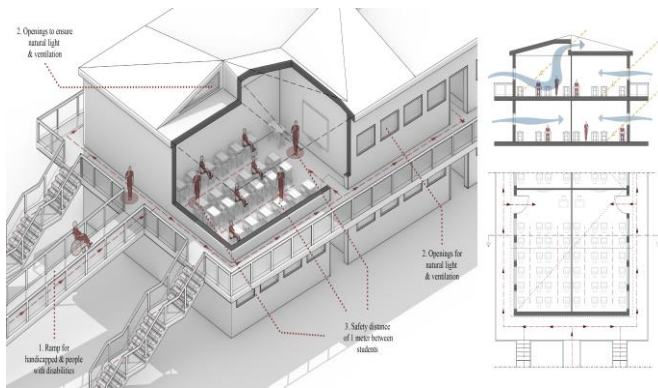 2. Openings to ensure
natural light
& ventilation
2. Openings for
natural light
& ventilation
3. Safety distance
of 1 meter between
students
1. Ramp for
handicapped & people
with disabilities